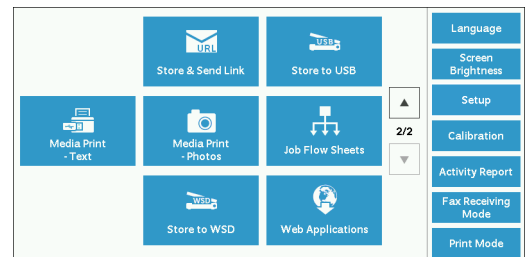 URL
Store & Send Link
USB
Store to USB
Media Print
- Text
Media Print
- Photos
Job Flow Sheets
2/2
WSD
Store to WSD
Web Applications
Language
Screen
Brightness
Setup
Calibration
Activity Report
Fax Receiving
Mode
Print Mode